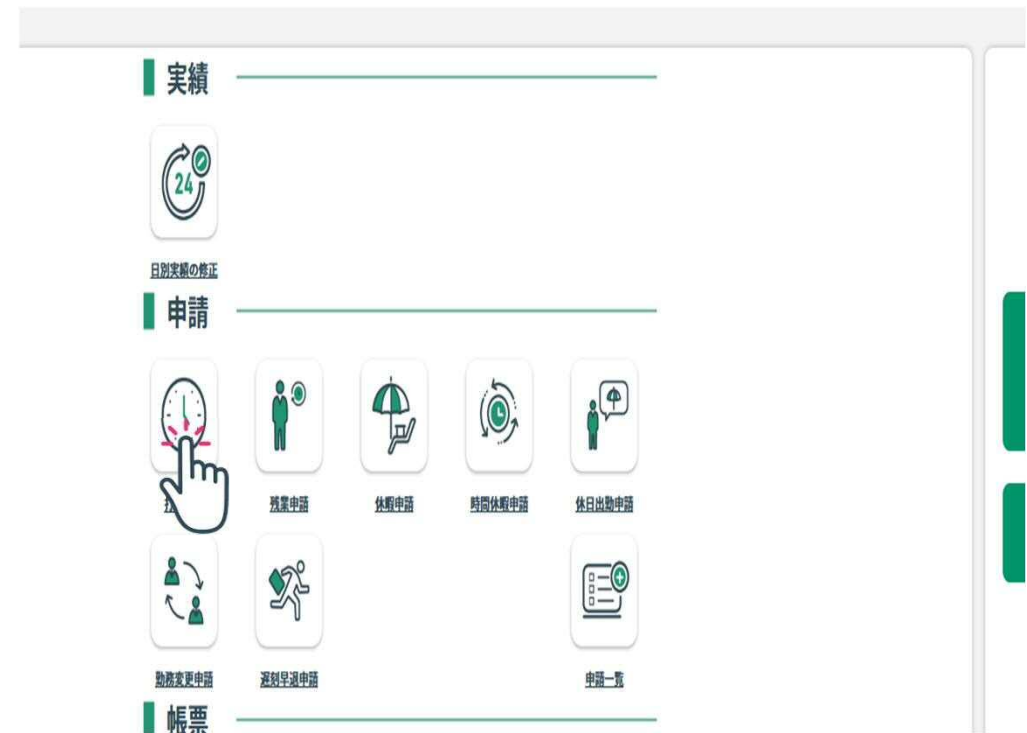 実績
24
日別実績の修正
申請
残業申請
休暇申請
時間休暇申請
休日出勤申請
勤務変更申請
遅刻早退申請
申請一覧
帳票